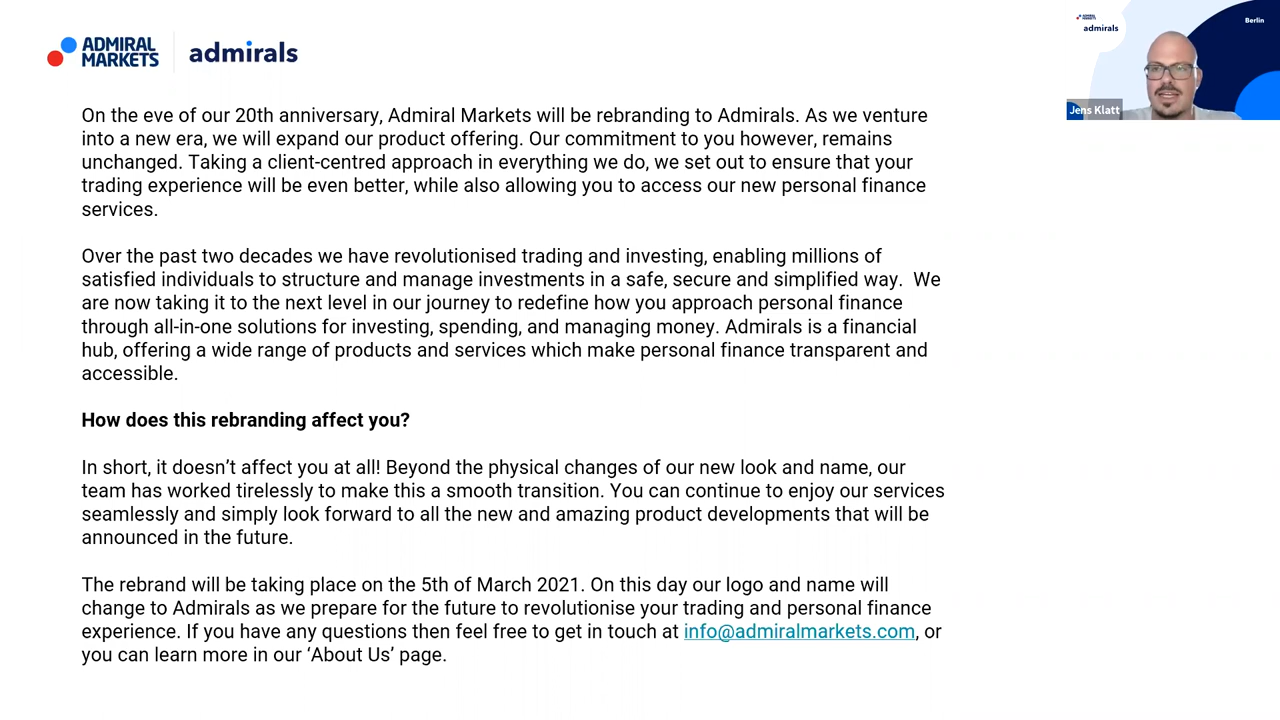 ADMIRAL
MARKETS
admirals
On the eve of our 20th anniversary, Admiral Markets will be rebranding to Admirals. As we venture
into a new era, we will expand our product offering. Our commitment to you however, remains
unchanged. Taking a client-centred approach in everything we do, we set out to ensure that your
trading experience will be even better, while also allowing you to access our new personal finance
services.
Over the past two decades we have revolutionised trading and investing, enabling millions of
satisfied individuals to structure and manage investments in a safe, secure and simplified way.  We
are now taking it to the next level in our journey to redefine how you approach personal finance
through all-in-one solutions for investing, spending, and managing money. Admirals is a financial
hub, offering a wide range of products and services which make personal finance transparent and
accessible.
How does this rebranding affect you?
In short, it doesn’t affect you at all! Beyond the physical changes of our new look and name, our
team has worked tirelessly to make this a smooth transition. You can continue to enjoy our services
seamlessly and simply look forward to all the new and amazing product developments that will be
announced in the future.
The rebrand will be taking place on the 5th of March 2021. On this day our logo and name will
change to Admirals as we prepare for the future to revolutionise your trading and personal finance
experience. If you have any questions then feel free to get in touch at info@admiralmarkets.com, or
you can learn more in our ‘About Us’ page.
ADMIRAL
MARKETS
admirals
Berlin
Jens Klatt